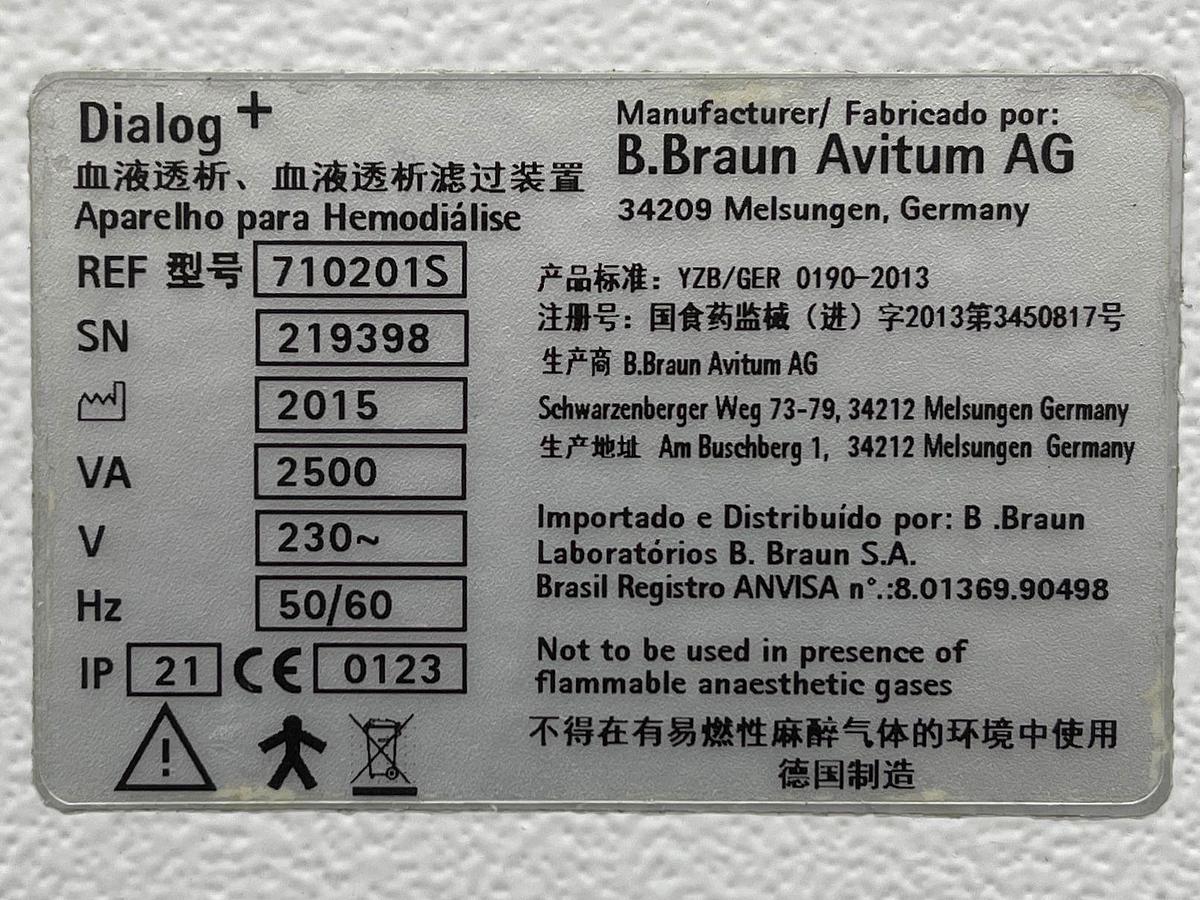 Dialog +
血液透析、血液透析滤过装置
Aparelho para Hemodiálise
REF 型号 710201S
SN 219398
2015
VA 2500
V 230~
Hz 50/60
IP 21 CE 0123
Manufacturer/ Fabricado por:
B.Braun Avitum AG
34209 Melsungen, Germany
产品标准：YZB/GER 0190-2013
注册号：国食药监械（进）字2013第3450817号
生产商 B.Braun Avitum AG
Schwarzenberger Weg 73-79, 34212 Melsungen Germany
生产地址 Am Buschberg 1, 34212 Melsungen Germany
Importado e Distribuído por: B .Braun
Laboratórios B. Braun S.A.
Brasil Registro ANVISA n°.:8.01369.90498
Not to be used in presence of
flammable anaesthetic gases
不得在有易燃性麻醉气体的环境中使用
德国制造